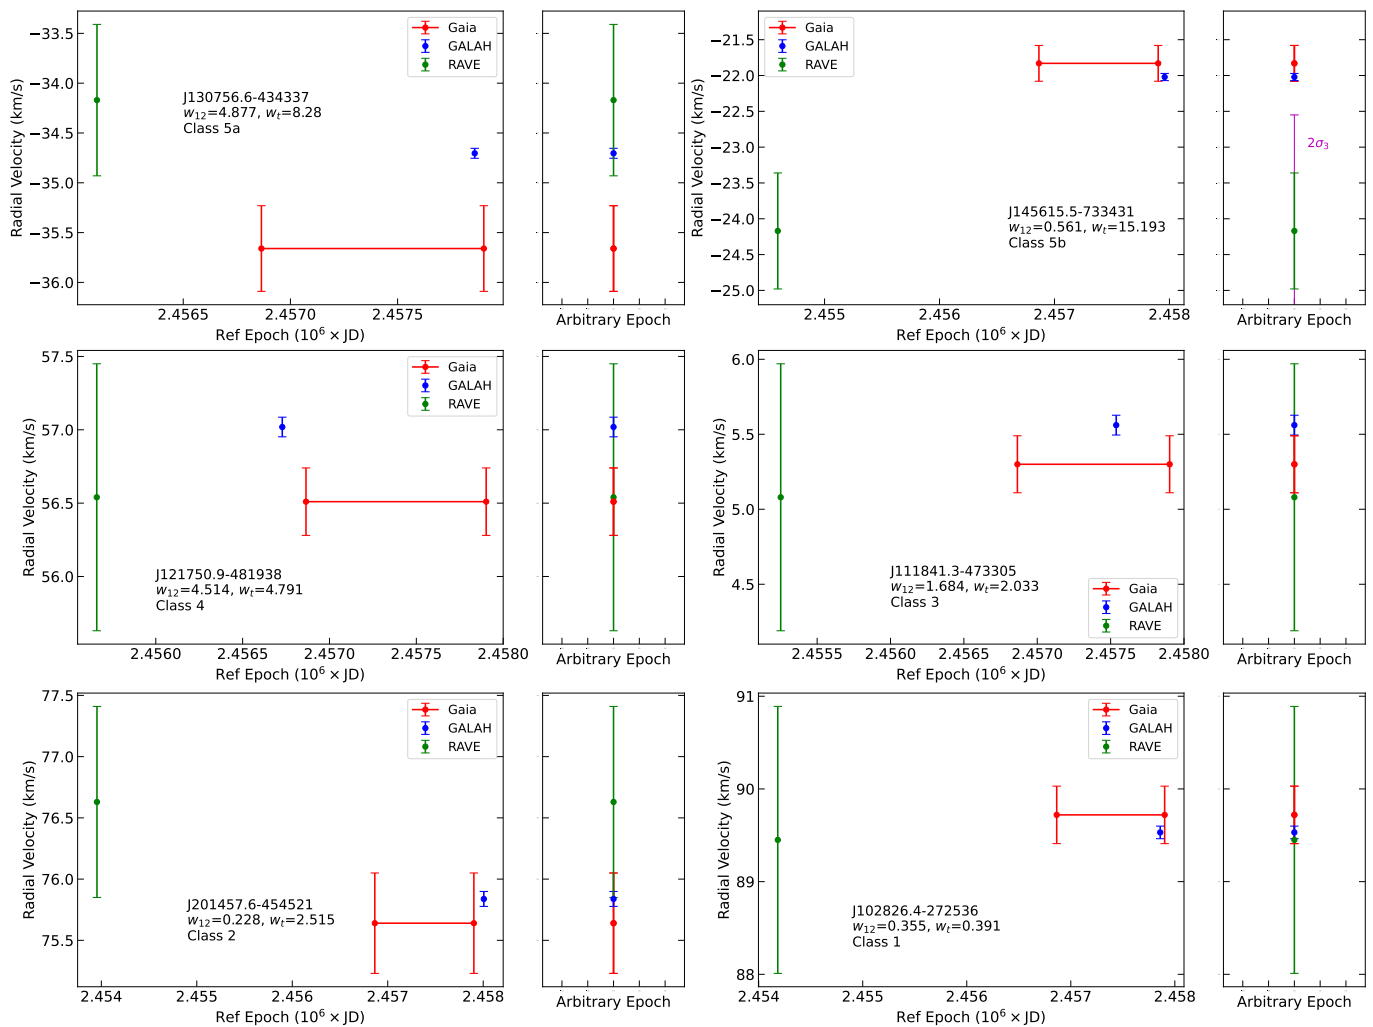 Radial Velocity (km/s)
−33.5
−34.0
−34.5
−35.0
−35.5
−36.0
Gaia
GALAH
RAVE
J130756.6-434337
w₁₂=4.877, wₜ=8.28
Class 5a
2.4565 2.4570 2.4575
Ref Epoch (10⁶ × JD)
Arbitrary Epoch
Radial Velocity (km/s)
−21.5
−22.0
−22.5
−23.0
−23.5
−24.0
−24.5
−25.0
Gaia
GALAH
RAVE
J145615.5-733431
w₁₂=0.561, wₜ=15.193
Class 5b
2.455 2.456 2.457 2.458
Ref Epoch (10⁶ × JD)
2σ₃
Arbitrary Epoch
Radial Velocity (km/s)
57.5
57.0
56.5
56.0
Gaia
GALAH
RAVE
J121750.9-481938
w₁₂=4.514, wₜ=4.791
Class 4
2.4560 2.4565 2.4570 2.4575 2.4580
Ref Epoch (10⁶ × JD)
Arbitrary Epoch
Radial Velocity (km/s)
6.0
5.5
5.0
4.5
J111841.3-473305
w₁₂=1.684, wₜ=2.033
Class 3
Gaia
GALAH
RAVE
2.4555 2.4560 2.4565 2.4570 2.4575 2.4580
Ref Epoch (10⁶ × JD)
Arbitrary Epoch
Radial Velocity (km/s)
77.5
77.0
76.5
76.0
75.5
Gaia
GALAH
RAVE
J201457.6-454521
w₁₂=0.228, wₜ=2.515
Class 2
2.454 2.455 2.456 2.457 2.458
Ref Epoch (10⁶ × JD)
Arbitrary Epoch
Radial Velocity (km/s)
91
90
89
88
Gaia
GALAH
RAVE
J102826.4-272536
w₁₂=0.355, wₜ=0.391
Class 1
2.454 2.455 2.456 2.457 2.458
Ref Epoch (10⁶ × JD)
Arbitrary Epoch